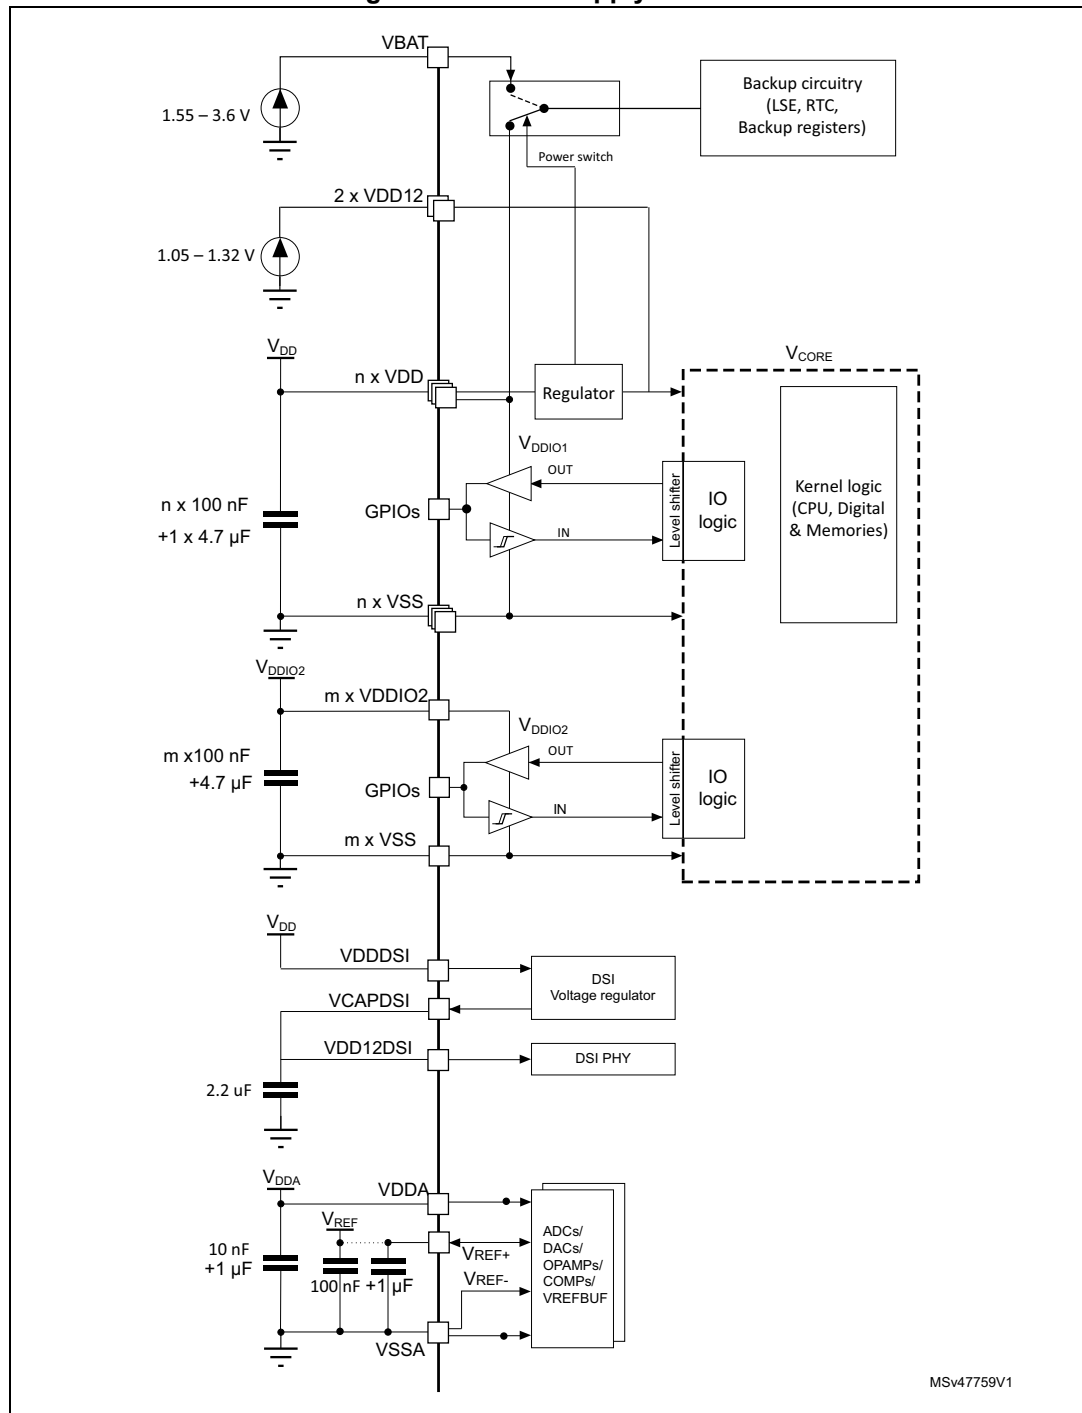 VBAT
1.55 – 3.6 V
Backup circuitry
(LSE, RTC,
Backup registers)
Power switch
2 x VDD12
1.05 – 1.32 V
VDD
n x VDD
Regulator
VCORE
VDDIO1
OUT
n x 100 nF
+1 x 4.7 µF
GPIOs
IN
Level shifter
IO
logic
Kernel logic
(CPU, Digital
& Memories)
n x VSS
VDDIO2
m x VDDIO2
VDDIO2
OUT
m x100 nF
+4.7 µF
GPIOs
IN
Level shifter
IO
logic
m x VSS
VDD
VDDDSI
DSI
Voltage regulator
VCAPDSI
VDD12DSI
DSI PHY
2.2 uF
VDDA
VDDA
VREF
10 nF
+1 µF
100 nF
+1 µF
VREF+
VREF-
ADCs/
DACs/
OPAMPs/
COMPs/
VREFBUF
VSSA
MSv47759V1